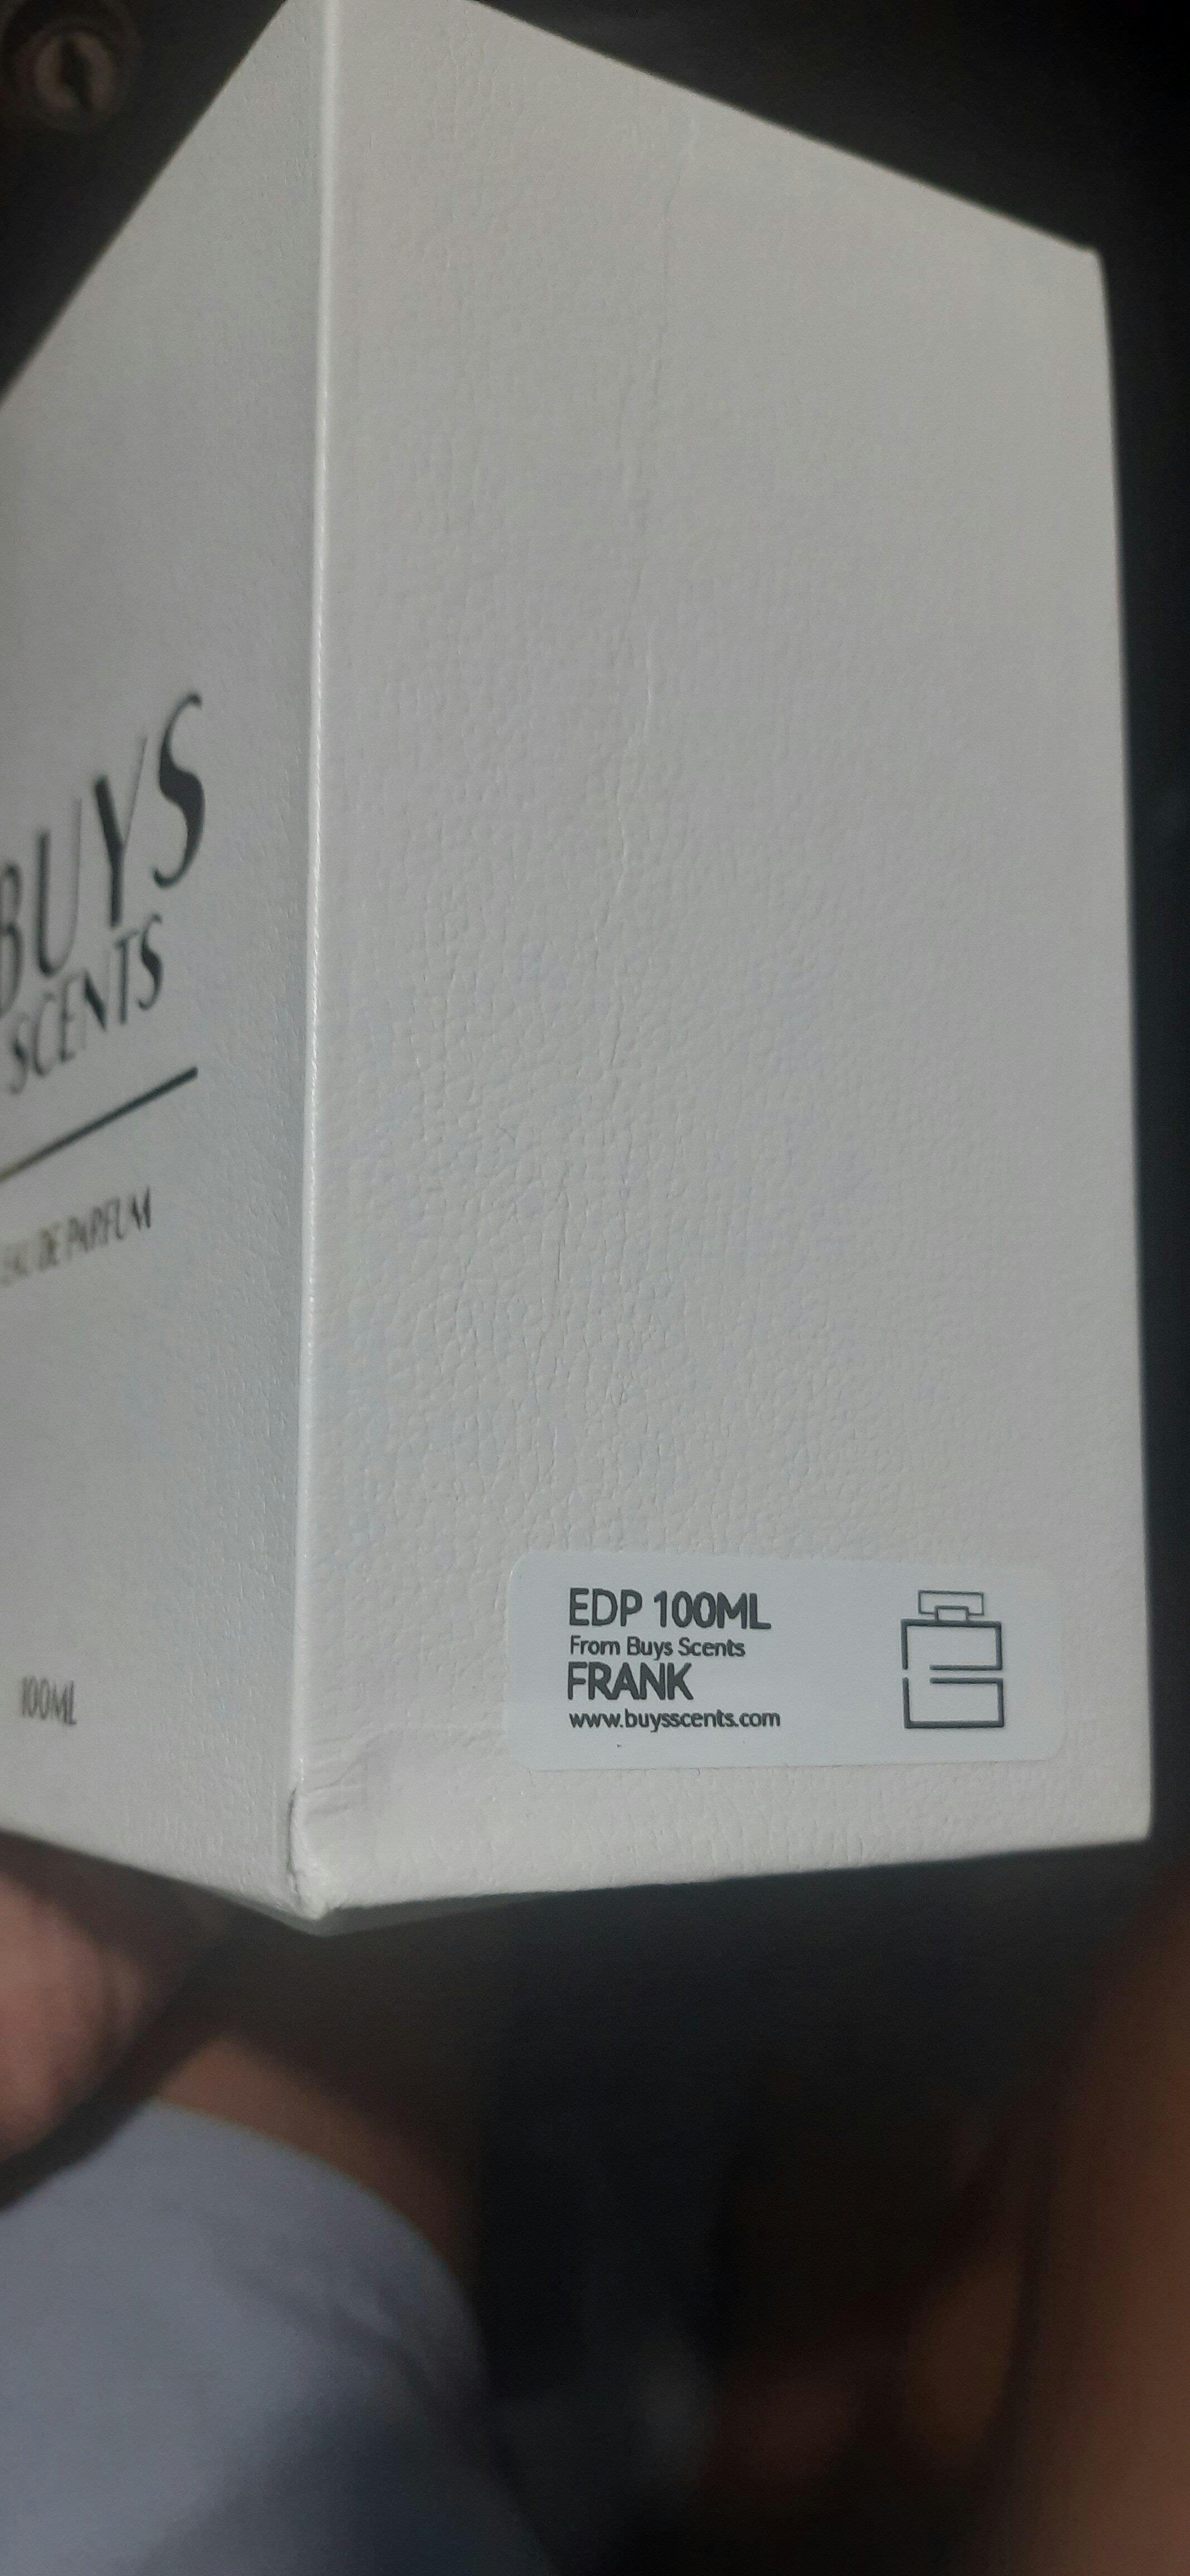 BUYS
SCENTS
EAU DE PARFUM
100ML
EDP 100ML
From Buys Scents
FRANK
www.buysscents.com